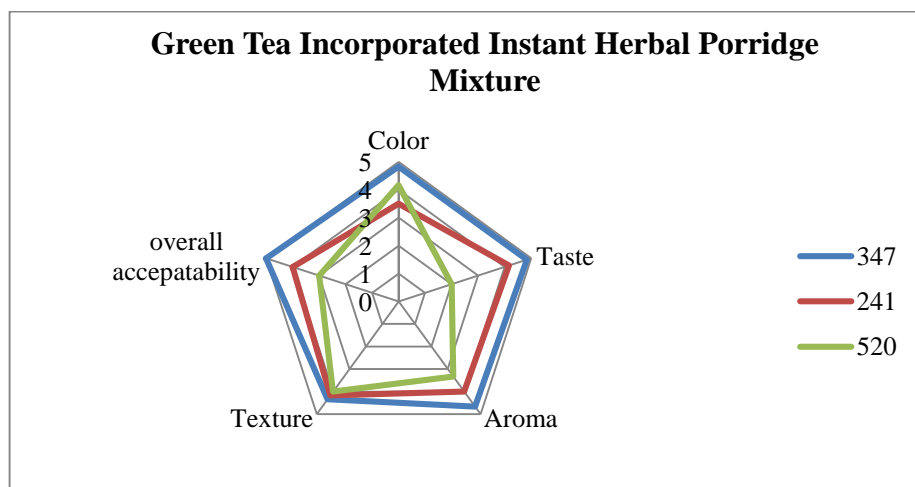 Green Tea Incorporated Instant Herbal Porridge
Mixture
Color
5
4
3
2
1
0
Taste
Aroma
Texture
overall
accepatability
347
241
520